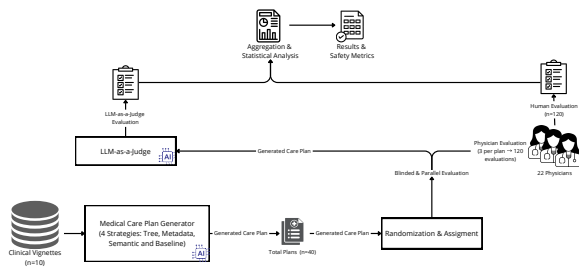 Aggregation &
Statistical Analysis
Results &
Safety Metrics
LLM-as-a-Judge
Evaluation
Human Evaluation
(n=120)
LLM-as-a-Judge
AI
Generated Care Plan
Physician Evaluation
(3 per plan → 120
evaluations)
22 Physicians
Blinded & Parallel Evaluation
Clinical Vignettes
(n=10)
Medical Care Plan Generator
(4 Strategies: Tree, Metadata,
Semantic and Baseline)
AI
Generated Care Plan
Total Plans (n=40)
Generated Care Plan
Randomization & Assigment